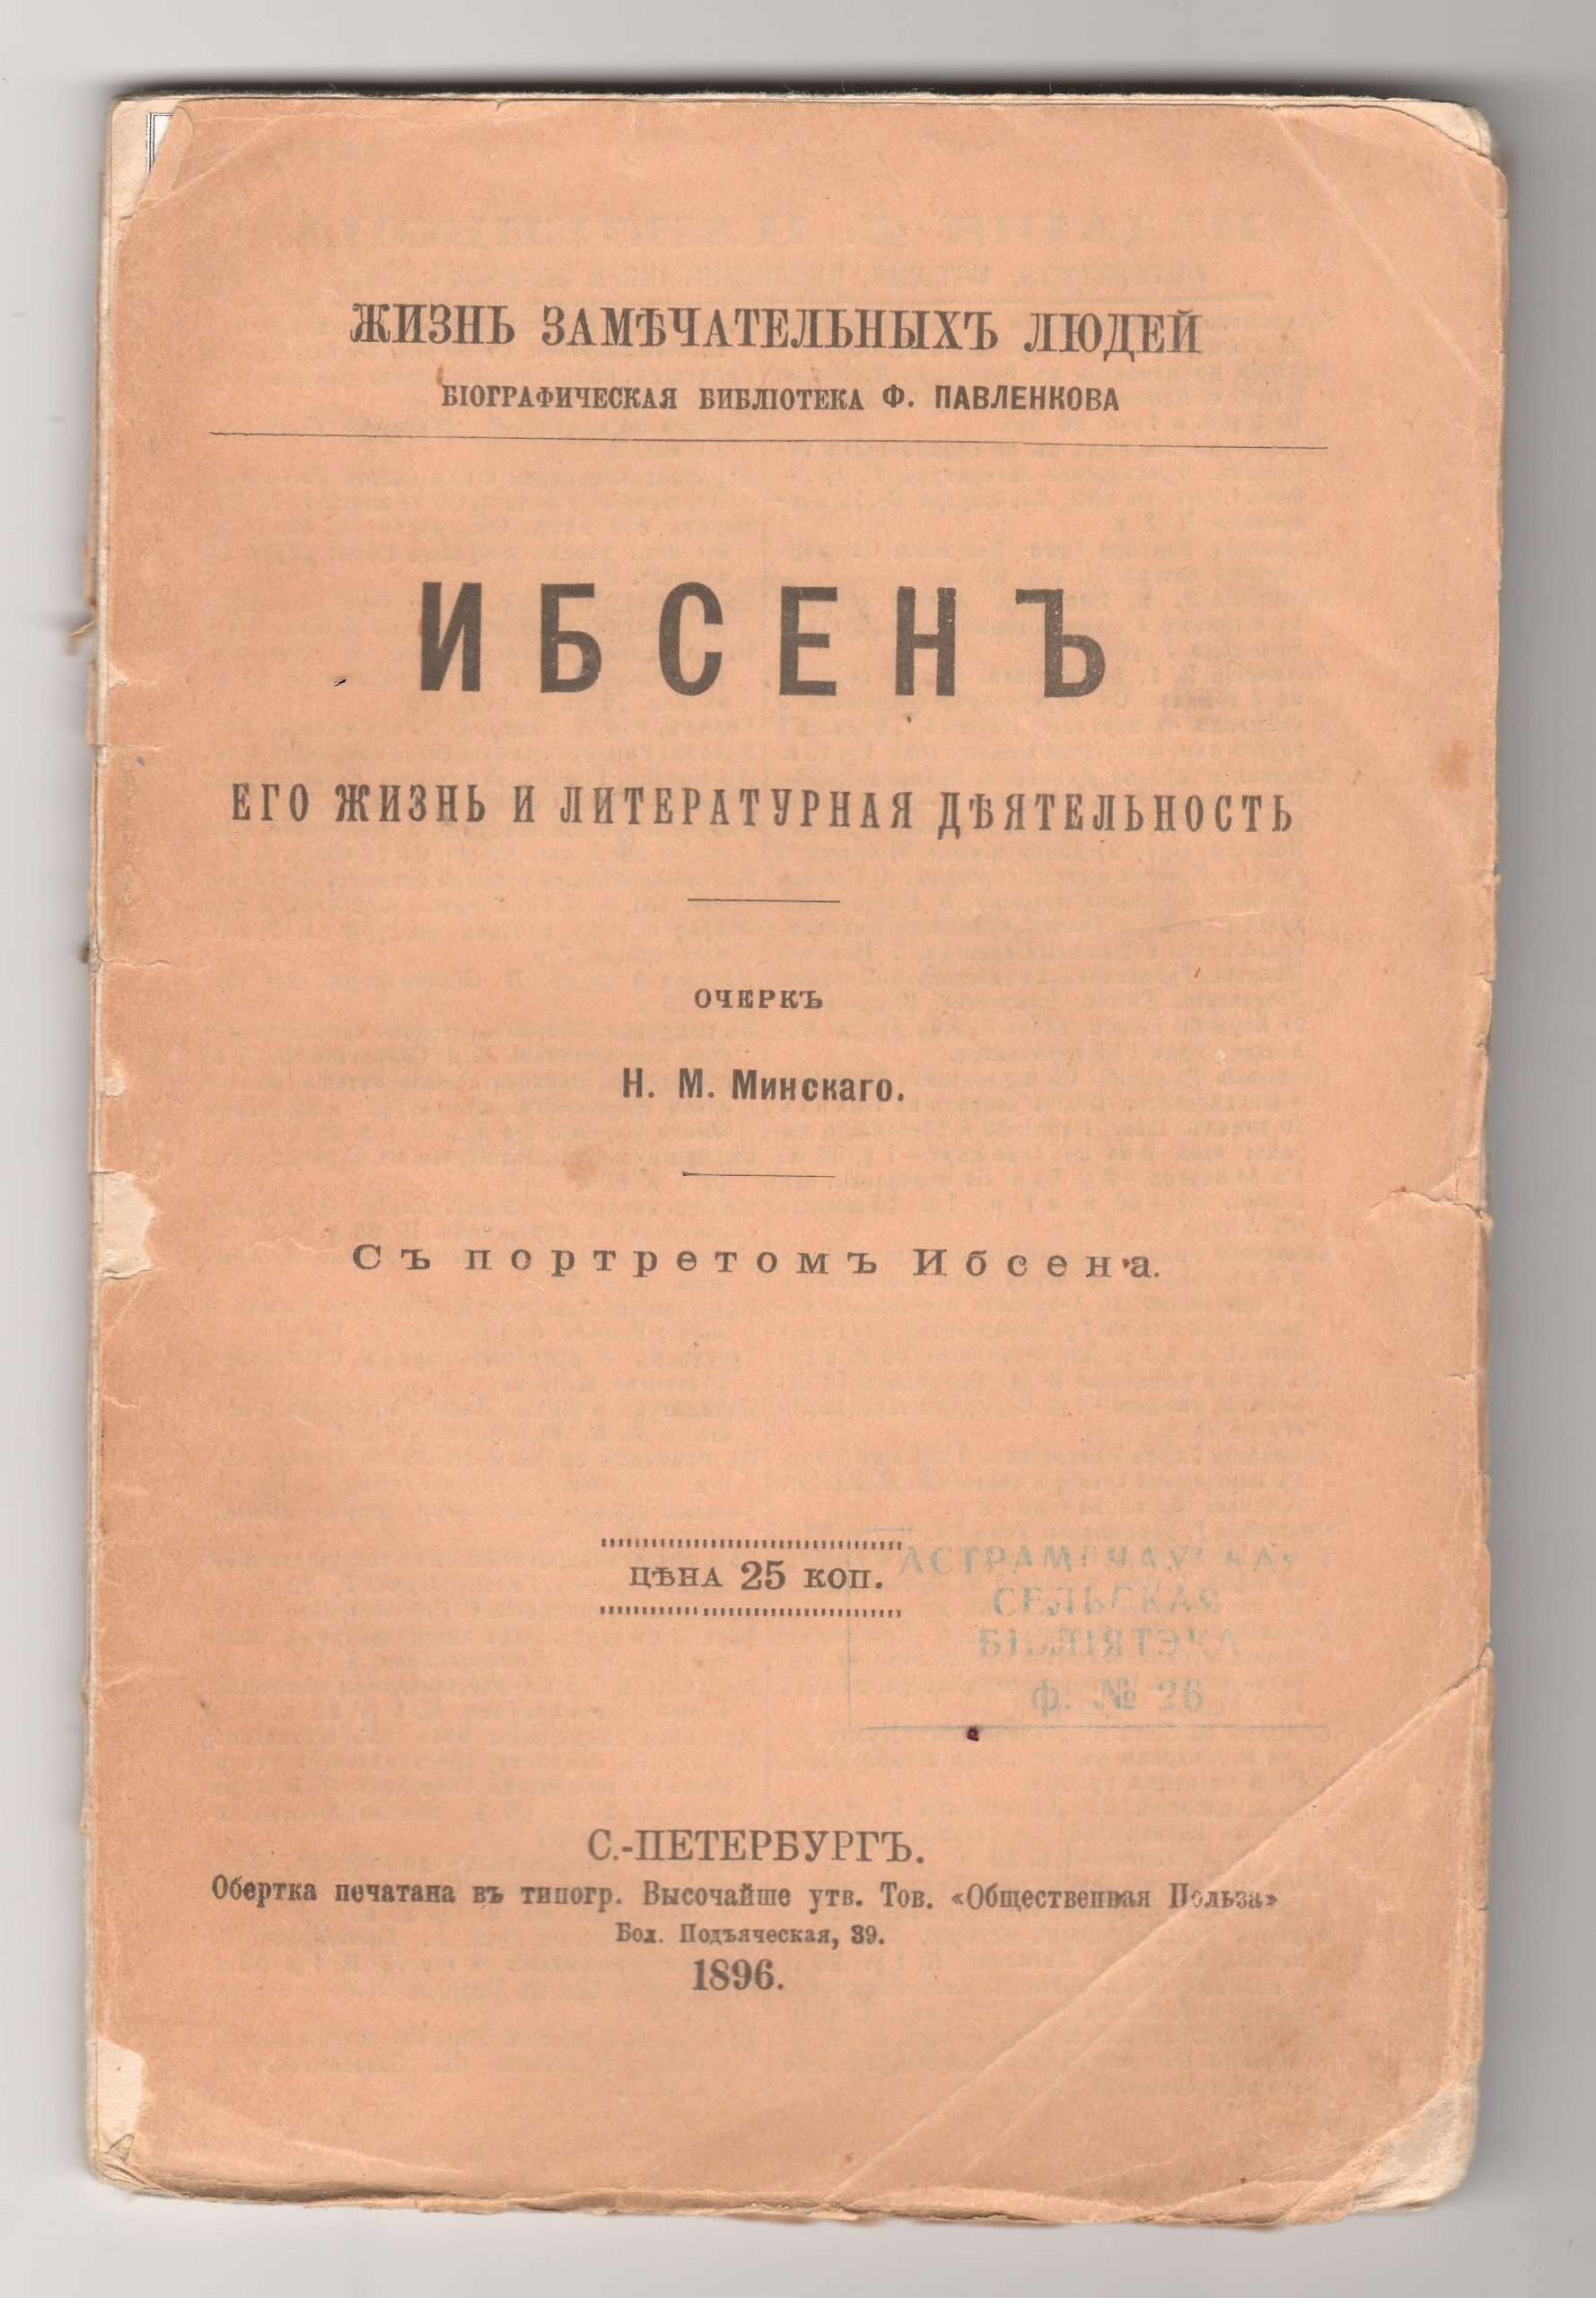 ЖИЗНЬ ЗАМѢЧАТЕЛЬНЫХЪ ЛЮДЕЙ
БІОГРАФИЧЕСКАЯ БИБЛІОТЕКА Ф. ПАВЛЕНКОВА
ИБСЕНЪ
ЕГО ЖИЗНЬ И ЛИТЕРАТУРНАЯ ДѢЯТЕЛЬНОСТЬ
ОЧЕРКЪ
Н. М. Минскаго.
Съ портретомъ Ибсена.
ЦѢНА 25 КОП.
СЕЛЬСКАЯ
БІБЛІЯТЭКА
ф. № 26
С.-ПЕТЕРБУРГЪ.
Обертка печатана въ типогр. Высочайше утв. Тов. «Общественная Польза»
Бол. Подъяческая, 39.
1896.